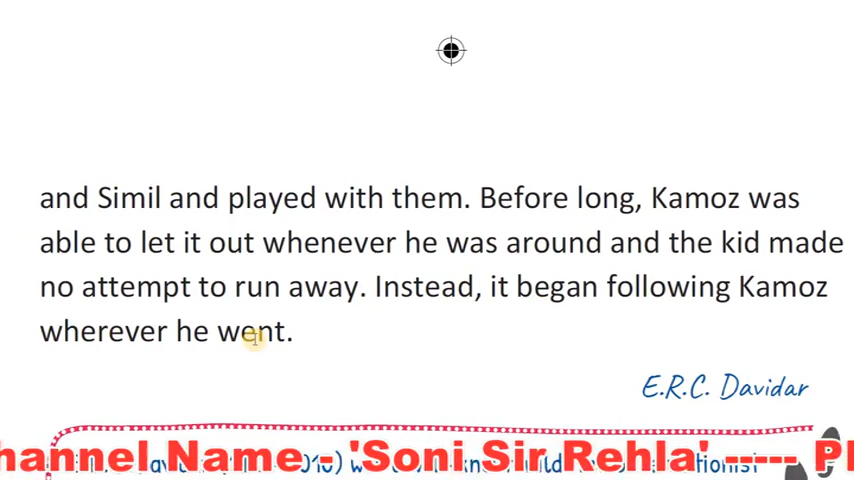 and Simil and played with them. Before long, Kamoz was
able to let it out whenever he was around and the kid made
no attempt to run away. Instead, it began following Kamoz
wherever he went.
E.R.C. Davidar
hannel Name - 'Soni Sir Rehla' ----- Pl